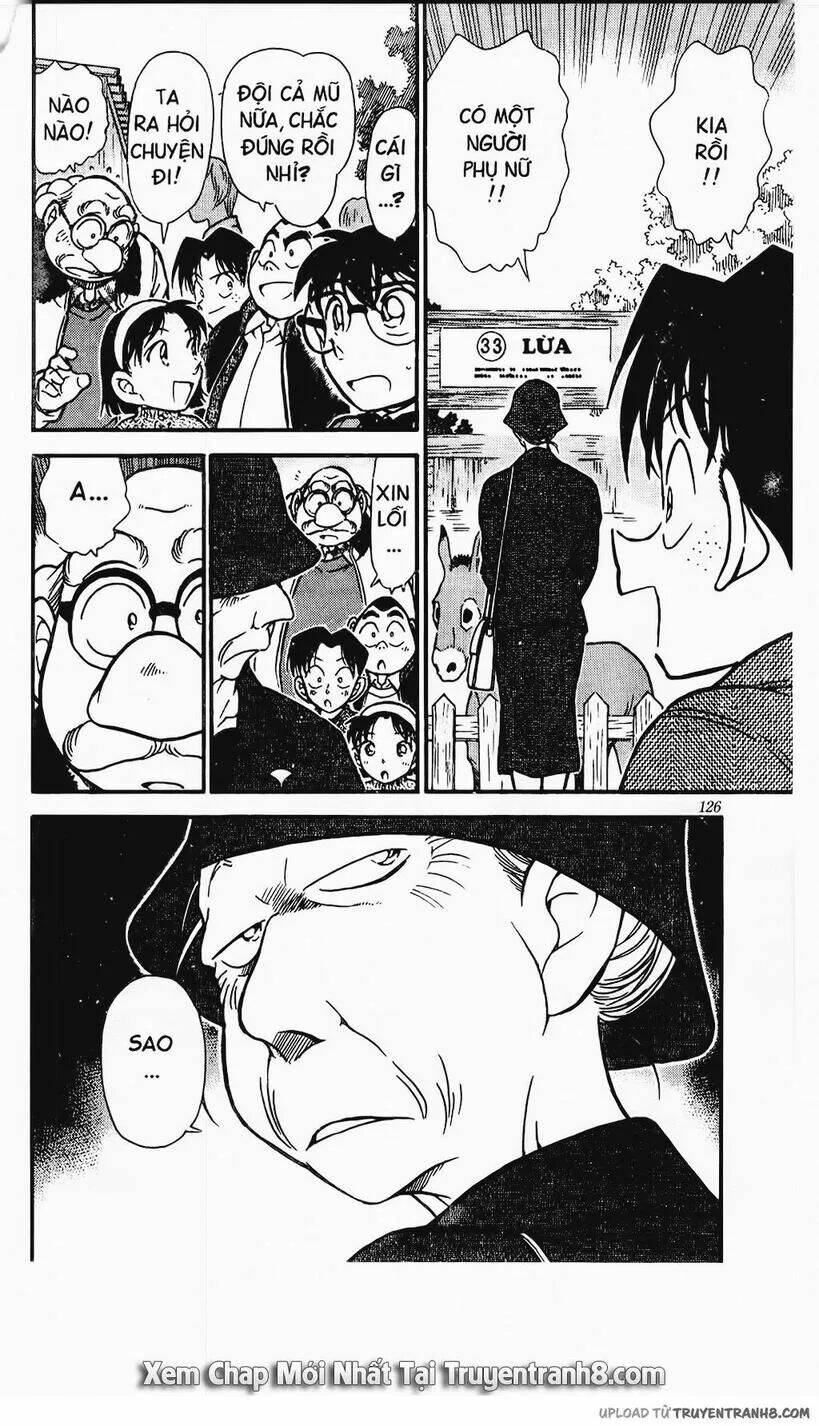 KIA
RỒI
!!
CÓ MỘT
NGƯỜI
PHỤ NỮ
!!
33 LỪA
CÁI
GÌ
...?
ĐỘI CẢ MŨ
NỮA, CHẮC
ĐÚNG RỒI
NHỈ?
TA
RA HỎI
CHUYỆN
ĐI!
NÀO
NÀO!
XIN
LỖI
...
A...
126
SAO
...
Xem Chap Mới Nhất Tại Truyentranh8.com
UPLOAD TỪ TRUYENTRANH8.COM